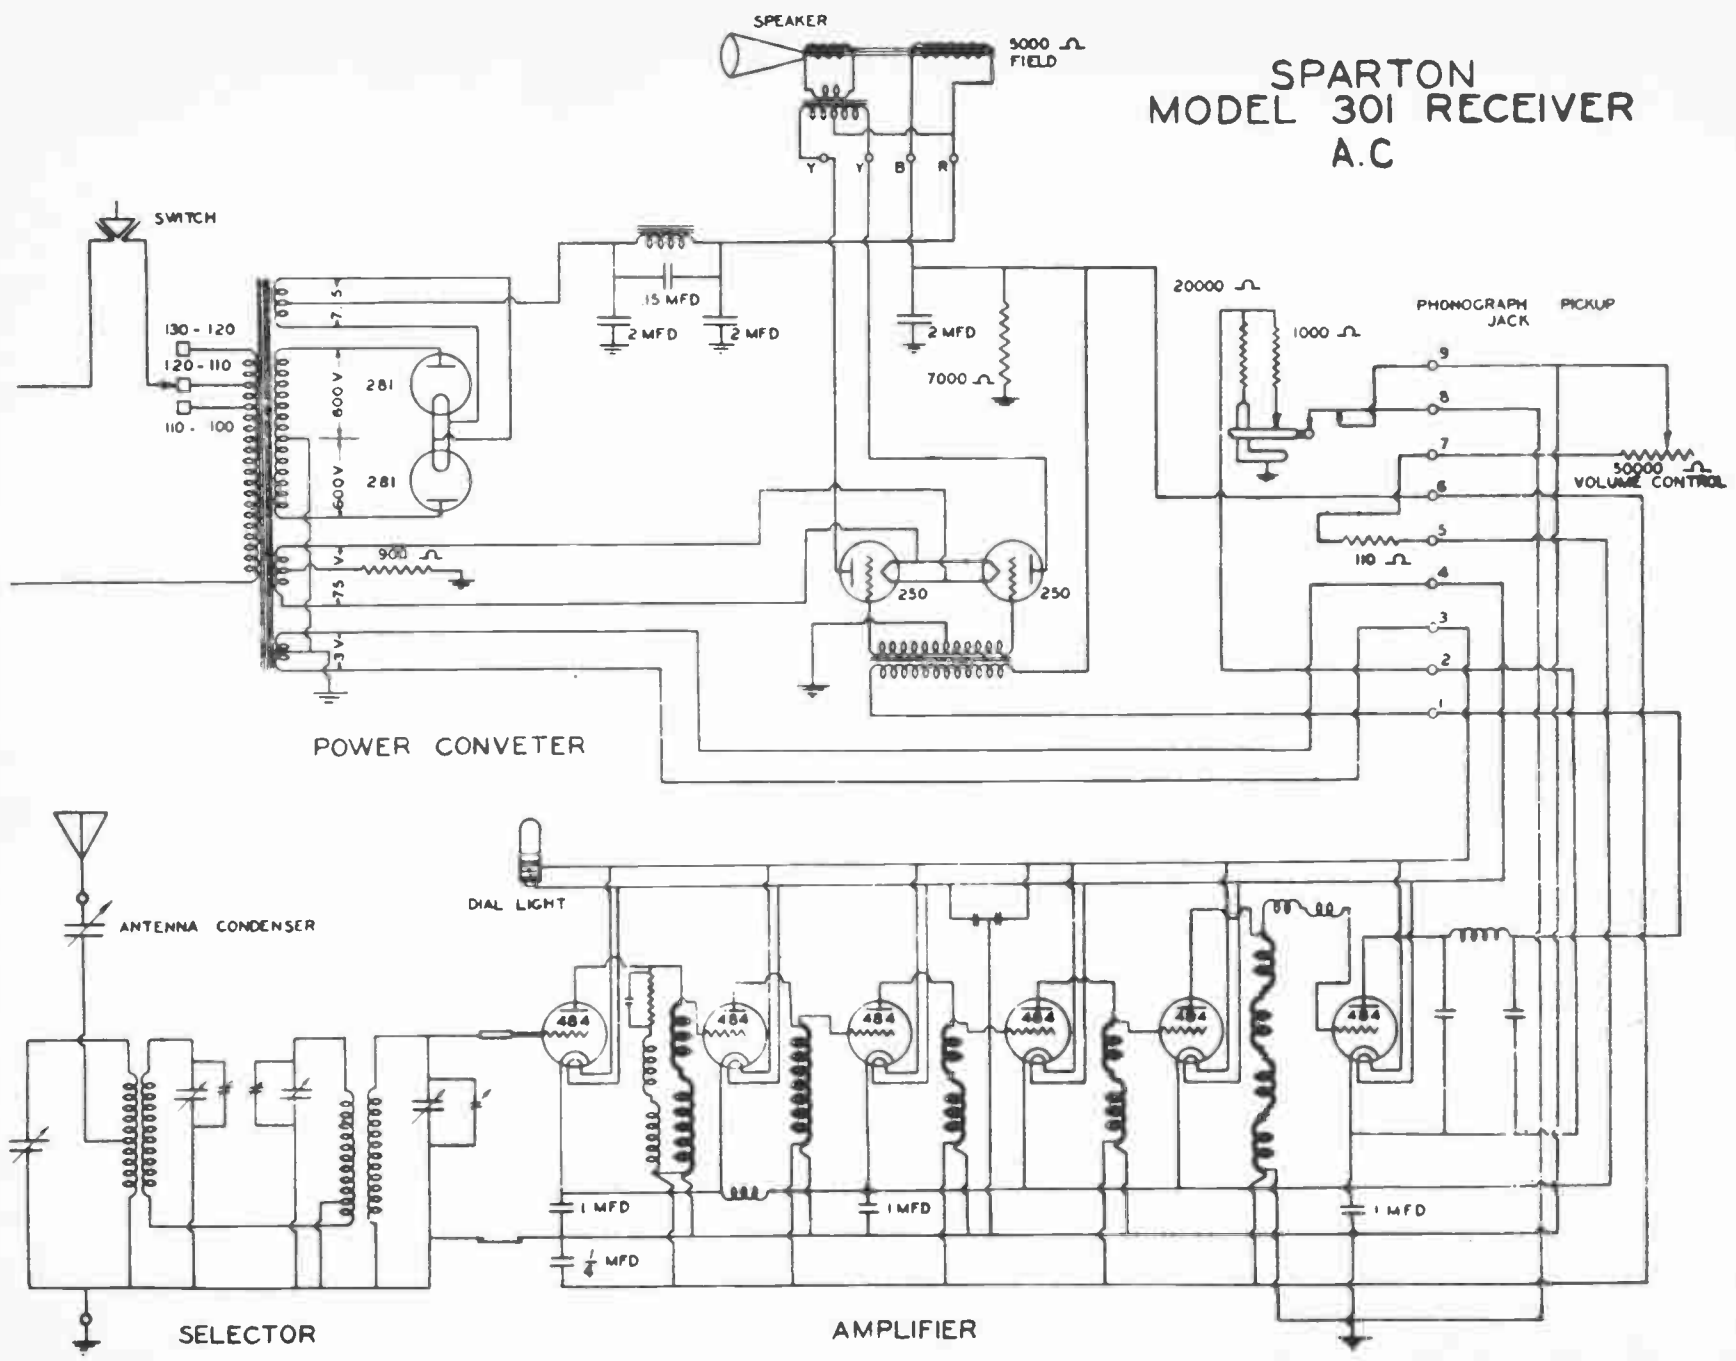 SPEAKER
5000 Ω
FIELD
SPARTON
MODEL 301 RECEIVER
A.C
Y Y B R
SWITCH
7.5
.15 MFD
2 MFD 2 MFD 2 MFD
7000 Ω
20000 Ω
1000 Ω
PHONOGRAPH PICKUP
JACK
130 - 120
120 - 110
110 - 100
281
281
600 V
900 Ω
7.5 V
3 V
250 250
9
8
7
50000 Ω
VOLUME CONTROL
6
5
110 Ω
4
3
2
1
POWER CONVETER
DIAL LIGHT
ANTENNA CONDENSER
484 484 484 484 484 484
1 MFD 1 MFD 1 MFD
1/4 MFD
SELECTOR
AMPLIFIER